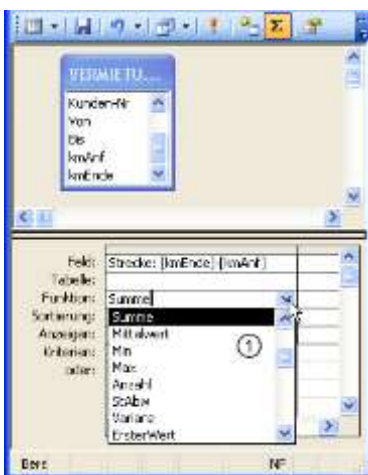 Σ
VERMIETU...
Kunden-Nr
Von
Bis
kmAnf
kmEnde
Feld: Strecke: [kmEnde]-[kmAnf]
Tabelle:
Funktion: Summe
Sortierung: Summe
Anzeigen: Mittelwert
Kriterien: Min
oder: Max
Anzahl
StAbw
Varianz
ErsterWert
1
Bere
NF